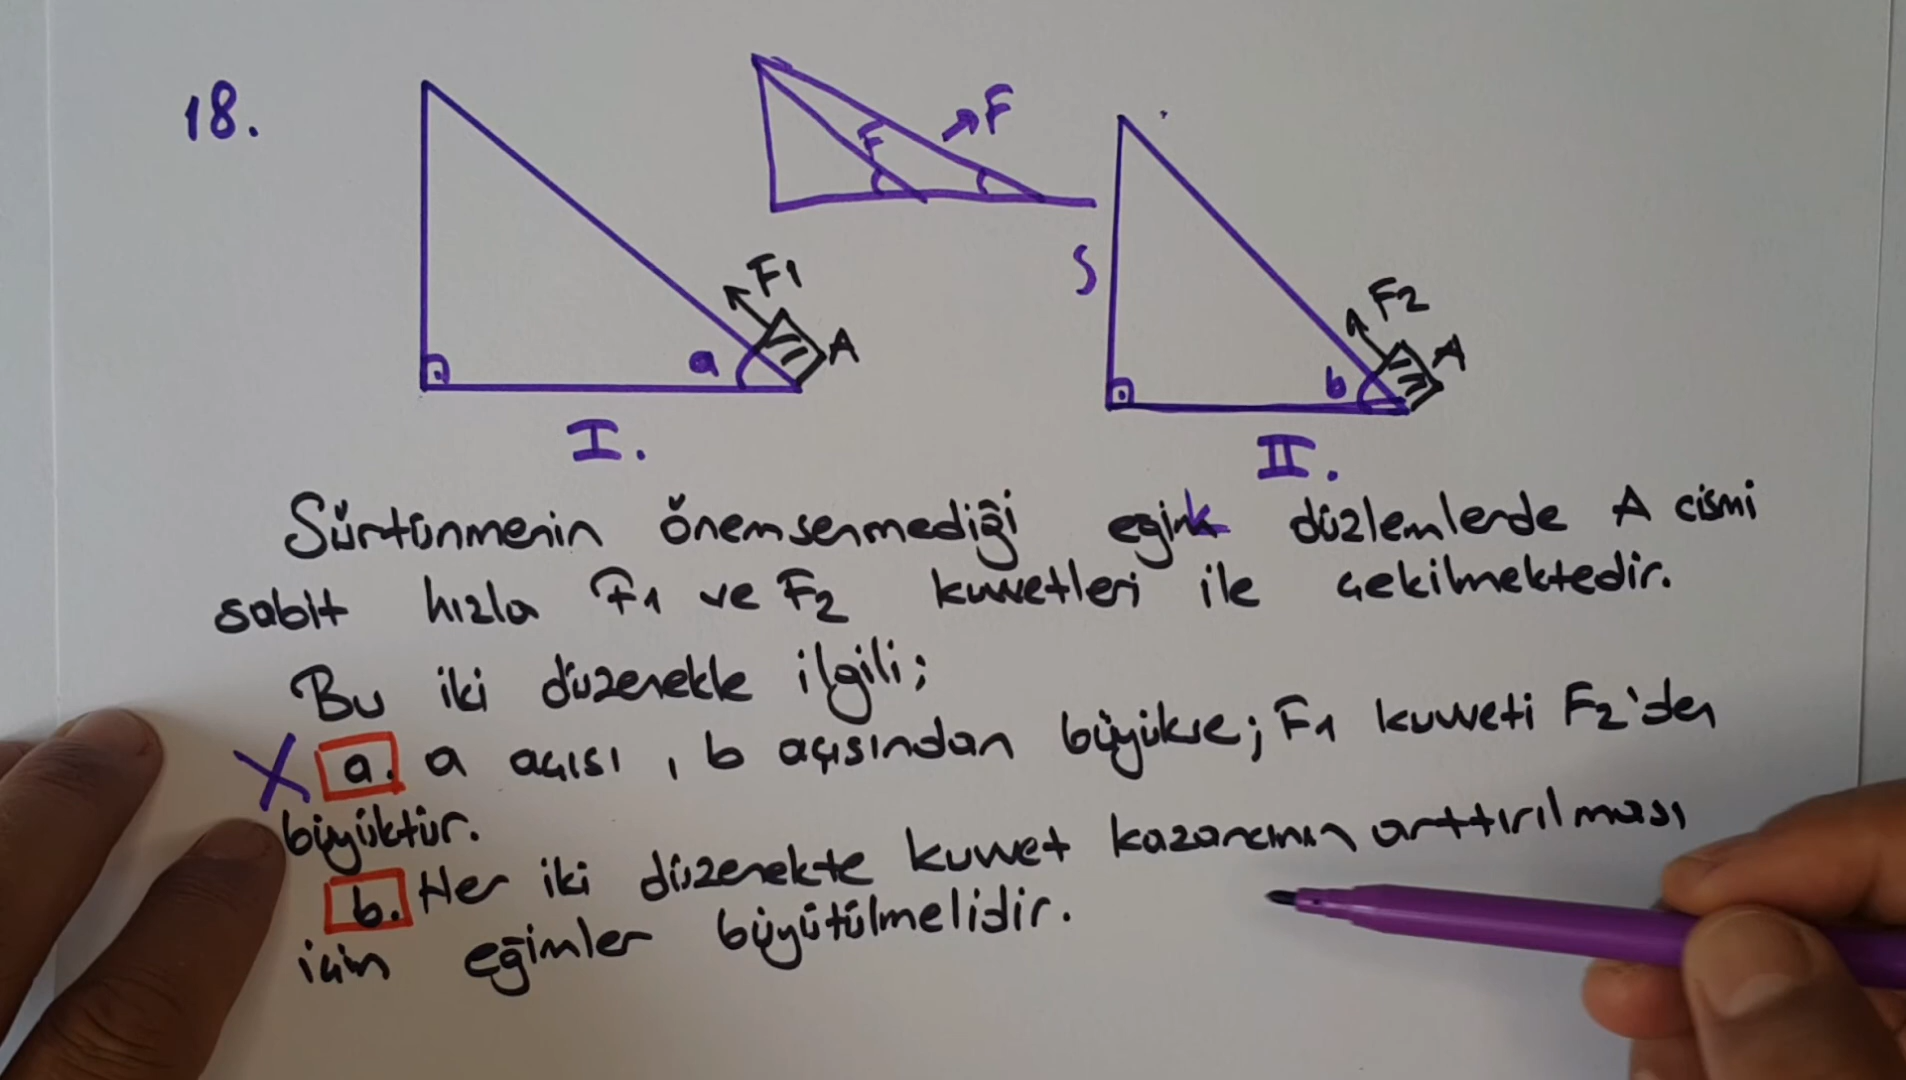 18.
F
F
S
F1
A
a
F2
A
b
I.
II.
Sürtünmenin önemsenmediği eğik düzlemlerde A cismi
sabit hızla F1 ve F2 kuvvetleri ile çekilmektedir.
Bu iki düzenekle ilgili;
X a. a açısı, b açısından büyükse; F1 kuvveti F2'den
büyüktür.
b. Her iki düzenekte kuvvet kazancının arttırılması
için eğimler büyütülmelidir.